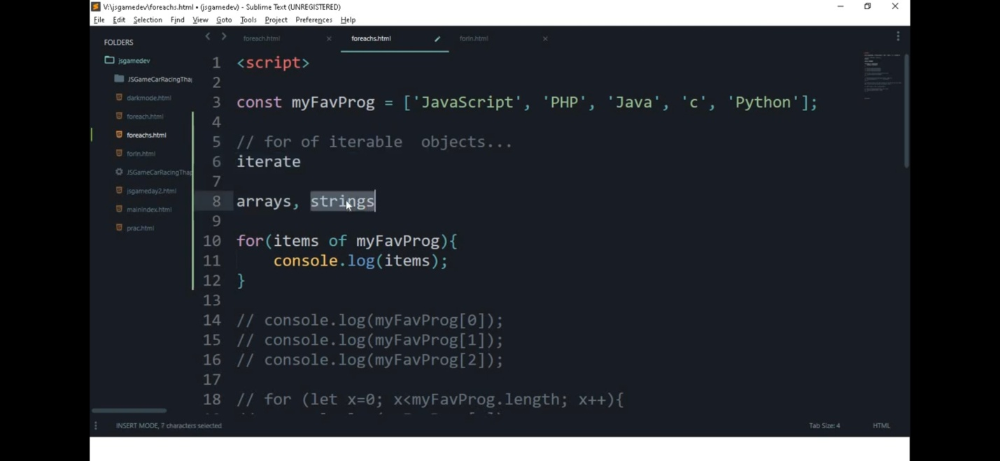 V:\jsgamedev\foreachs.html • (jsgamedev) - Sublime Text (UNREGISTERED)
File Edit Selection Find View Goto Tools Project Preferences Help
FOLDERS
jsgamedev
JSGameCarRacingTha
darkmode.html
foreach.html
foreachs.html
forIn.html
JSGameCarRacingThap
jsgameday2.html
mainindex.html
prac.html
foreach.html foreachs.html forIn.html
1 <script>
2
3 const myFavProg = ['JavaScript', 'PHP', 'Java', 'c', 'Python'];
4
5 // for of iterable  objects...
6 iterate
7
8 arrays, strings
9
10 for(items of myFavProg){
11     console.log(items);
12 }
13
14 // console.log(myFavProg[0]);
15 // console.log(myFavProg[1]);
16 // console.log(myFavProg[2]);
17
18 // for (let x=0; x<myFavProg.length; x++){
INSERT MODE, 7 characters selected
Tab Size: 4 HTML